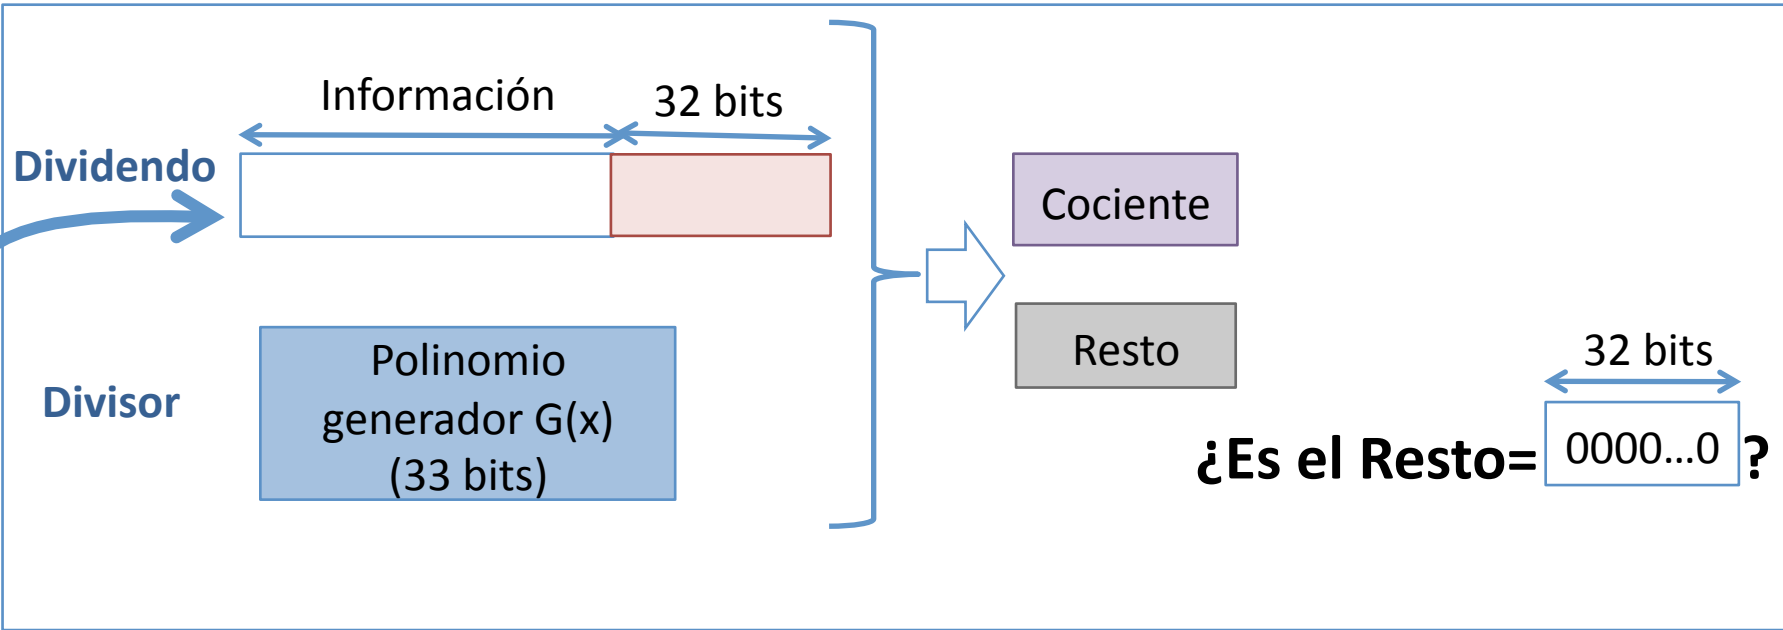 Información
32 bits
Dividendo
Cociente
Polinomio
generador G(x)
(33 bits)
Divisor
Resto
32 bits
¿Es el Resto= 0000...0 ?